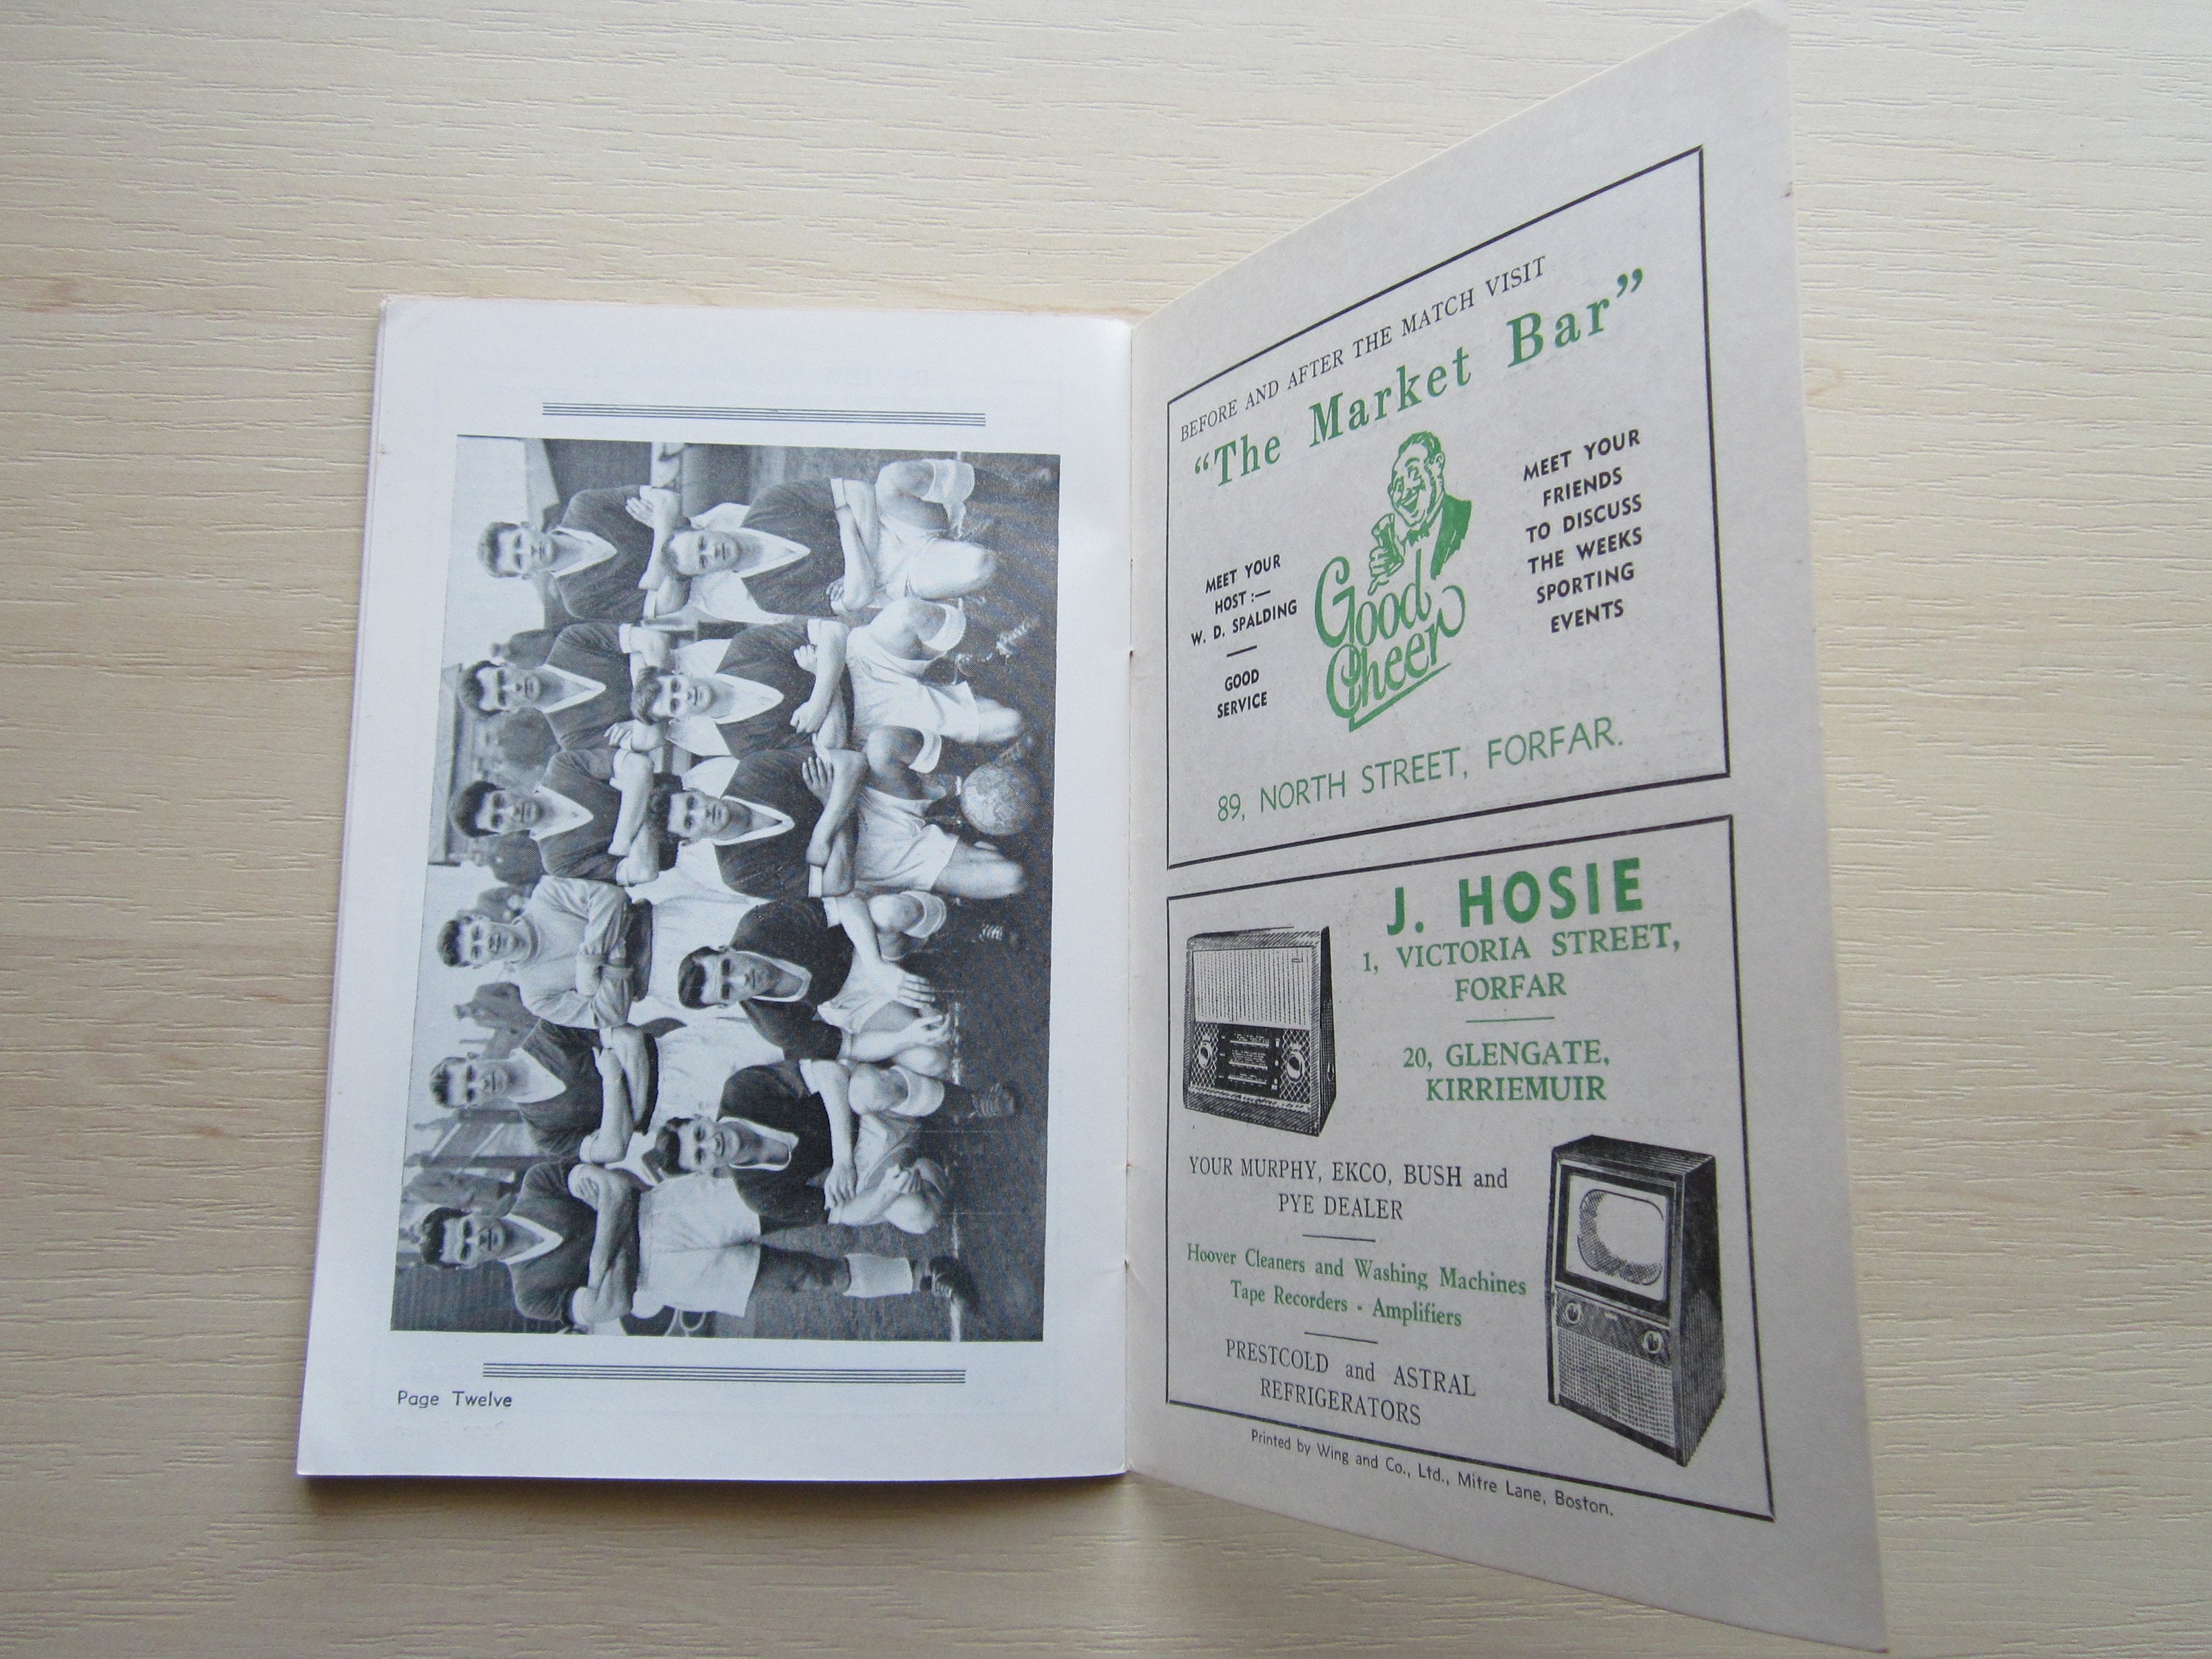 Page Twelve
BEFORE AND AFTER THE MATCH VISIT
“The Market Bar”
MEET YOUR
HOST :—
W. D. SPALDING
GOOD
SERVICE
Good
Cheer
MEET YOUR
FRIENDS
TO DISCUSS
THE WEEKS
SPORTING
EVENTS
89, NORTH STREET, FORFAR.
J. HOSIE
1, VICTORIA STREET,
FORFAR
20, GLENGATE,
KIRRIEMUIR
YOUR MURPHY, EKCO, BUSH and
PYE DEALER
Hoover Cleaners and Washing Machines
Tape Recorders - Amplifiers
PRESTCOLD and ASTRAL
REFRIGERATORS
Printed by Wing and Co., Ltd., Mitre Lane, Boston.